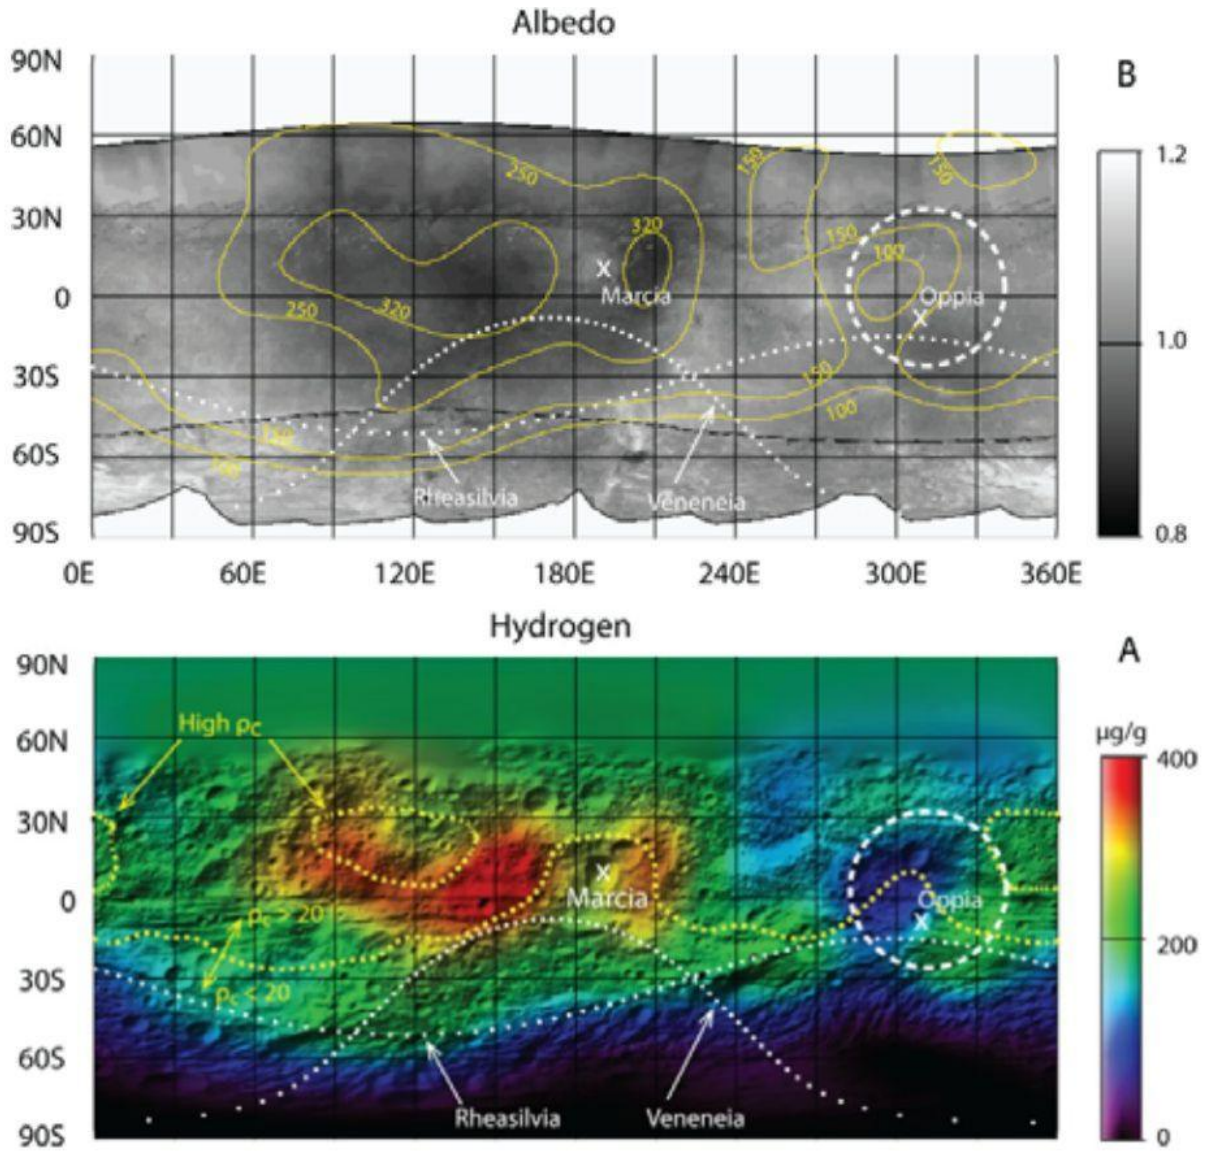 Albedo
B
90N
60N
30N
0
30S
60S
90S
250
150
150
320
150
100
x
Marcia
Oppia
x
250
320
150
100
150
100
Rheasilvia
Veneneia
1.2
1.0
0.8
0E
60E
120E
180E
240E
300E
360E
Hydrogen
A
90N
60N
30N
0
30S
60S
90S
High ρc
x
Marcia
Oppia
x
ρc > 20
ρc < 20
Rheasilvia
Veneneia
µg/g
400
200
0